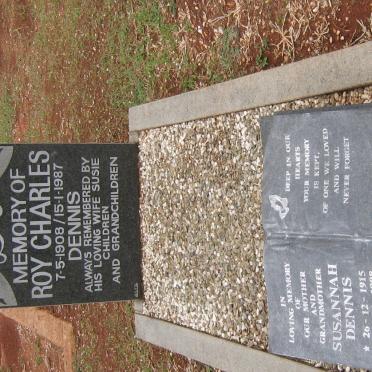 MEMORY OF
ROY CHARLES
DENNIS
7-5-1908 / 15-1-1987
ALWAYS REMEMBERED BY
HIS LOVING WIFE SUSIE
CHILDREN
AND GRANDCHILDREN
DEEP IN OUR
HEARTS
YOUR MEMORY
IS KEPT,
OF ONE WE LOVED
AND WILL
NEVER FORGET
IN
LOVING MEMORY
OF
OUR MOTHER
AND
GRANDMOTHER
SUSANNAH
DENNIS
* 26-12-1915